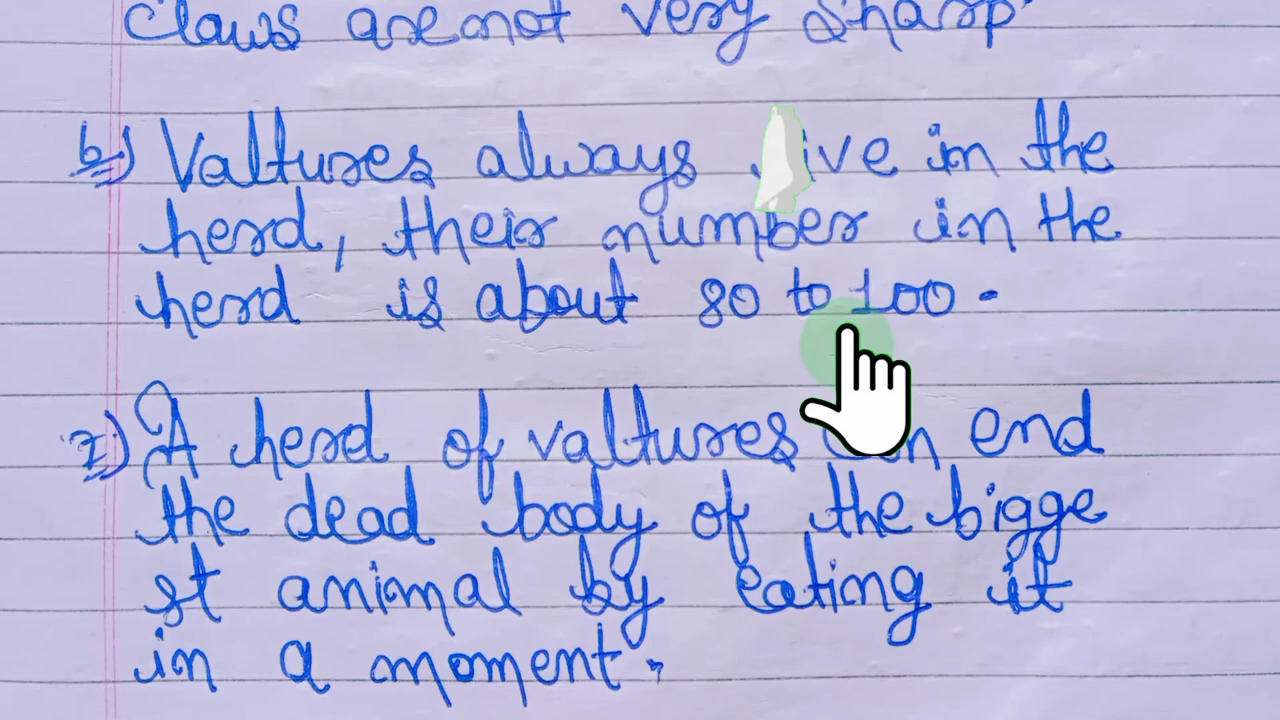 Claws are not very sharp
6) Valtures always in the
herd, their number in the
herd is about 80 to 100.
7) A herd of valtures end
the dead body of the bigge
st animal by eating it
in a moment.